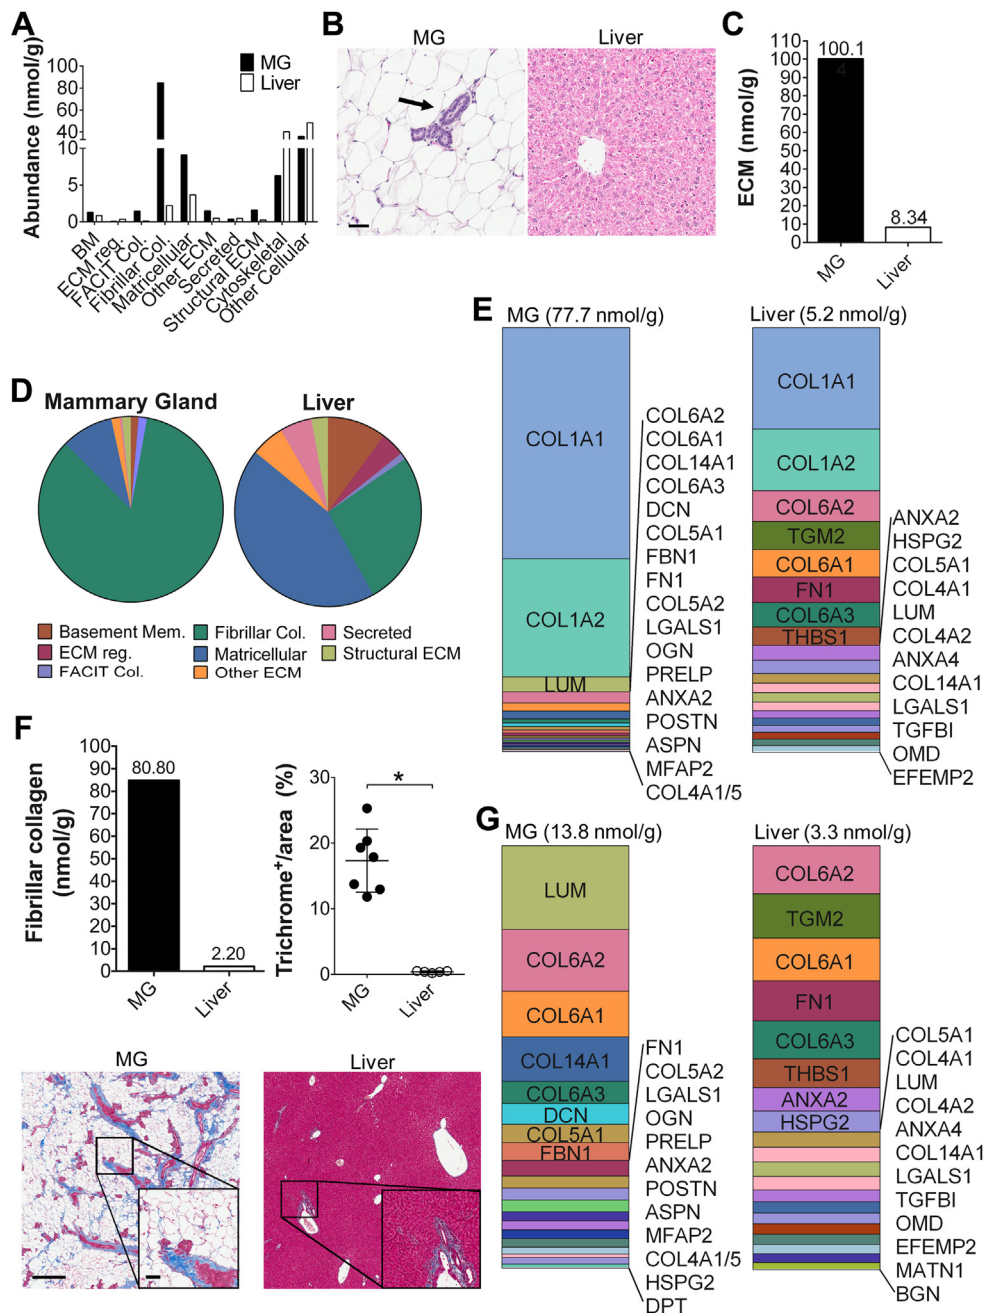 A
Abundance (nmol/g)
100
80
60
40
20
10
5
0
MG
Liver
BM
ECM reg.
FACIT Col.
Fibrillar Col.
Matricellular
Other ECM
Secreted
Structural ECM
Cytoskeletal
Other Cellular
B
MG
Liver
C
ECM (nmol/g)
110
100
90
80
70
60
50
40
30
20
10
0
100.1
4
8.34
MG
Liver
D
Mammary Gland
Liver
Basement Mem.
ECM reg.
FACIT Col.
Fibrillar Col.
Matricellular
Other ECM
Secreted
Structural ECM
E
MG (77.7 nmol/g)
COL1A1
COL1A2
LUM
COL6A2
COL6A1
COL14A1
COL6A3
DCN
COL5A1
FBN1
FN1
COL5A2
LGALS1
OGN
PRELP
ANXA2
POSTN
ASPN
MFAP2
COL4A1/5
Liver (5.2 nmol/g)
COL1A1
COL1A2
COL6A2
TGM2
COL6A1
FN1
COL6A3
THBS1
ANXA2
HSPG2
COL5A1
COL4A1
LUM
COL4A2
ANXA4
COL14A1
LGALS1
TGFBI
OMD
EFEMP2
F
Fibrillar collagen
(nmol/g)
100
90
80
70
60
50
40
30
20
10
0
80.80
2.20
MG
Liver
Trichrome+/area (%)
30
20
10
0
*
MG
Liver
MG
Liver
G
MG (13.8 nmol/g)
LUM
COL6A2
COL6A1
COL14A1
COL6A3
DCN
COL5A1
FBN1
FN1
COL5A2
LGALS1
OGN
PRELP
ANXA2
POSTN
ASPN
MFAP2
COL4A1/5
HSPG2
DPT
Liver (3.3 nmol/g)
COL6A2
TGM2
COL6A1
FN1
COL6A3
THBS1
ANXA2
HSPG2
COL5A1
COL4A1
LUM
COL4A2
ANXA4
COL14A1
LGALS1
TGFBI
OMD
EFEMP2
MATN1
BGN